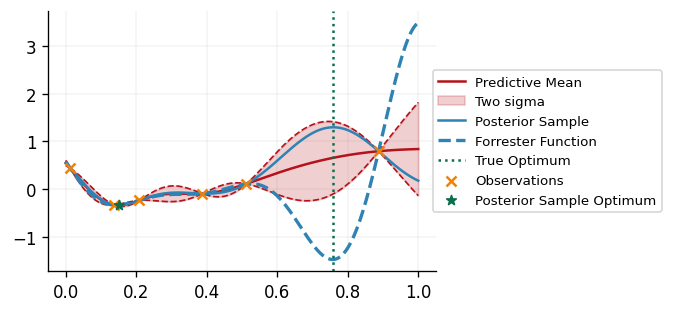 3
2
1
0
−1
0.0 0.2 0.4 0.6 0.8 1.0
Predictive Mean
Two sigma
Posterior Sample
Forrester Function
True Optimum
Observations
Posterior Sample Optimum